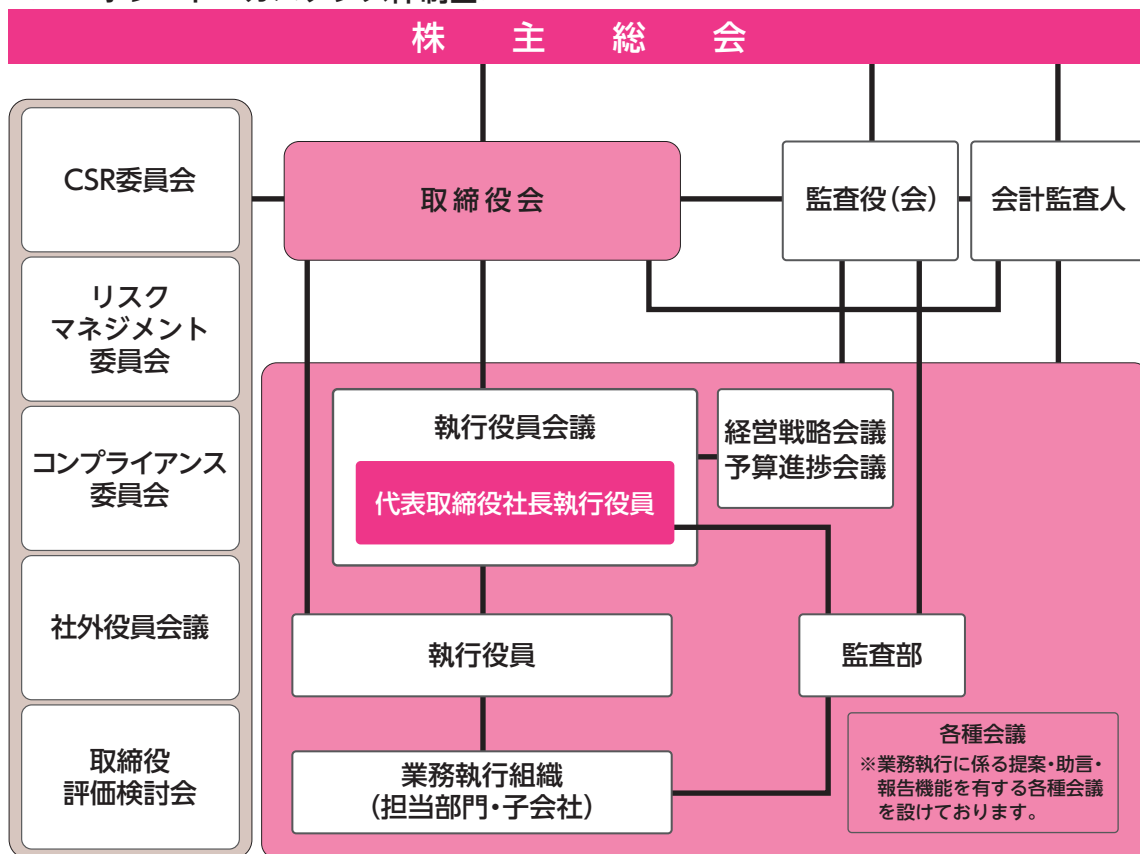 株主総会
CSR委員会
取締役会
監査役(会)
会計監査人
リスク
マネジメント
委員会
コンプライアンス
委員会
社外役員会議
取締役
評価検討会
執行役員会議
代表取締役社長執行役員
経営戦略会議
予算進捗会議
執行役員
監査部
業務執行組織
(担当部門・子会社)
各種会議
※業務執行に係る提案・助言・
報告機能を有する各種会議
を設けております。